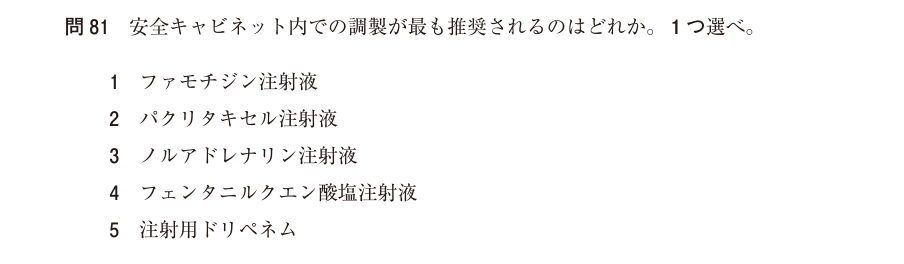 問81 安全キャビネット内での調製が最も推奨されるのはどれか。1つ選べ。
1 ファモチジン注射液
2 パクリタキセル注射液
3 ノルアドレナリン注射液
4 フェンタニルクエン酸塩注射液
5 注射用ドリペネム